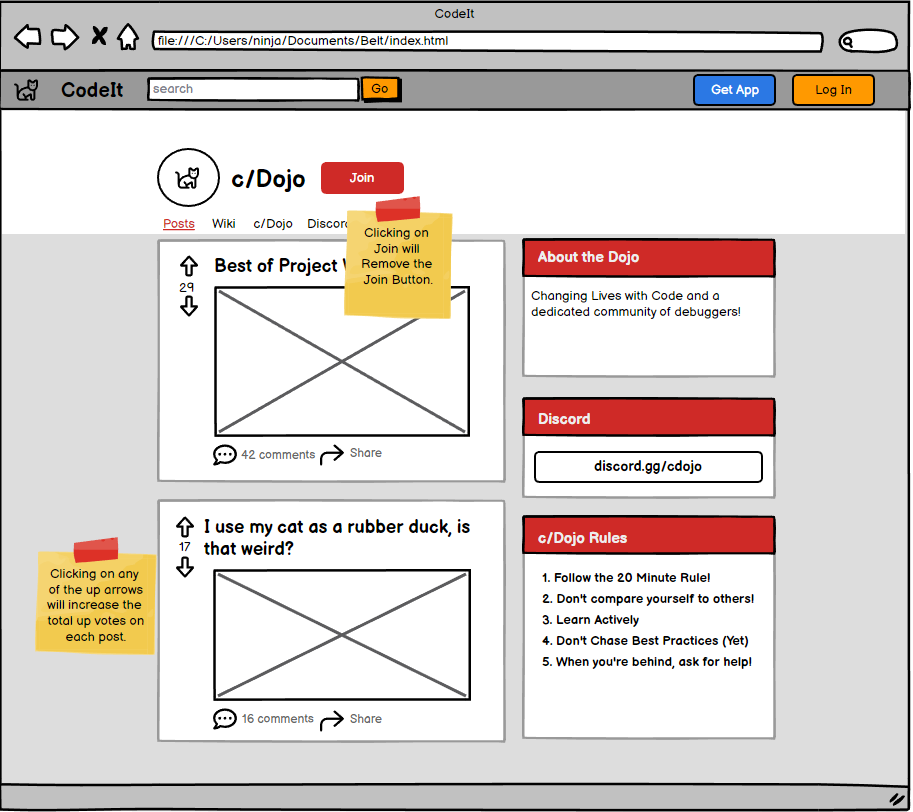 CodeIt
file:///C:/Users/ninja/Documents/Belt/index.html
CodeIt
search
Go
Get App
Log In
c/Dojo
Join
Posts
Wiki
c/Dojo
Clicking on
Join will
Remove the
Join Button.
29
Best of Project
42 comments
Share
17
I use my cat as a rubber duck, is
that weird?
16 comments
Share
Clicking on any
of the up arrows
will increase the
total up votes on
each post.
About the Dojo
Changing Lives with Code and a
dedicated community of debuggers!
Discord
discord.gg/cdojo
c/Dojo Rules
1. Follow the 20 Minute Rule!
2. Don't compare yourself to others!
3. Learn Actively
4. Don't Chase Best Practices (Yet)
5. When you're behind, ask for help!